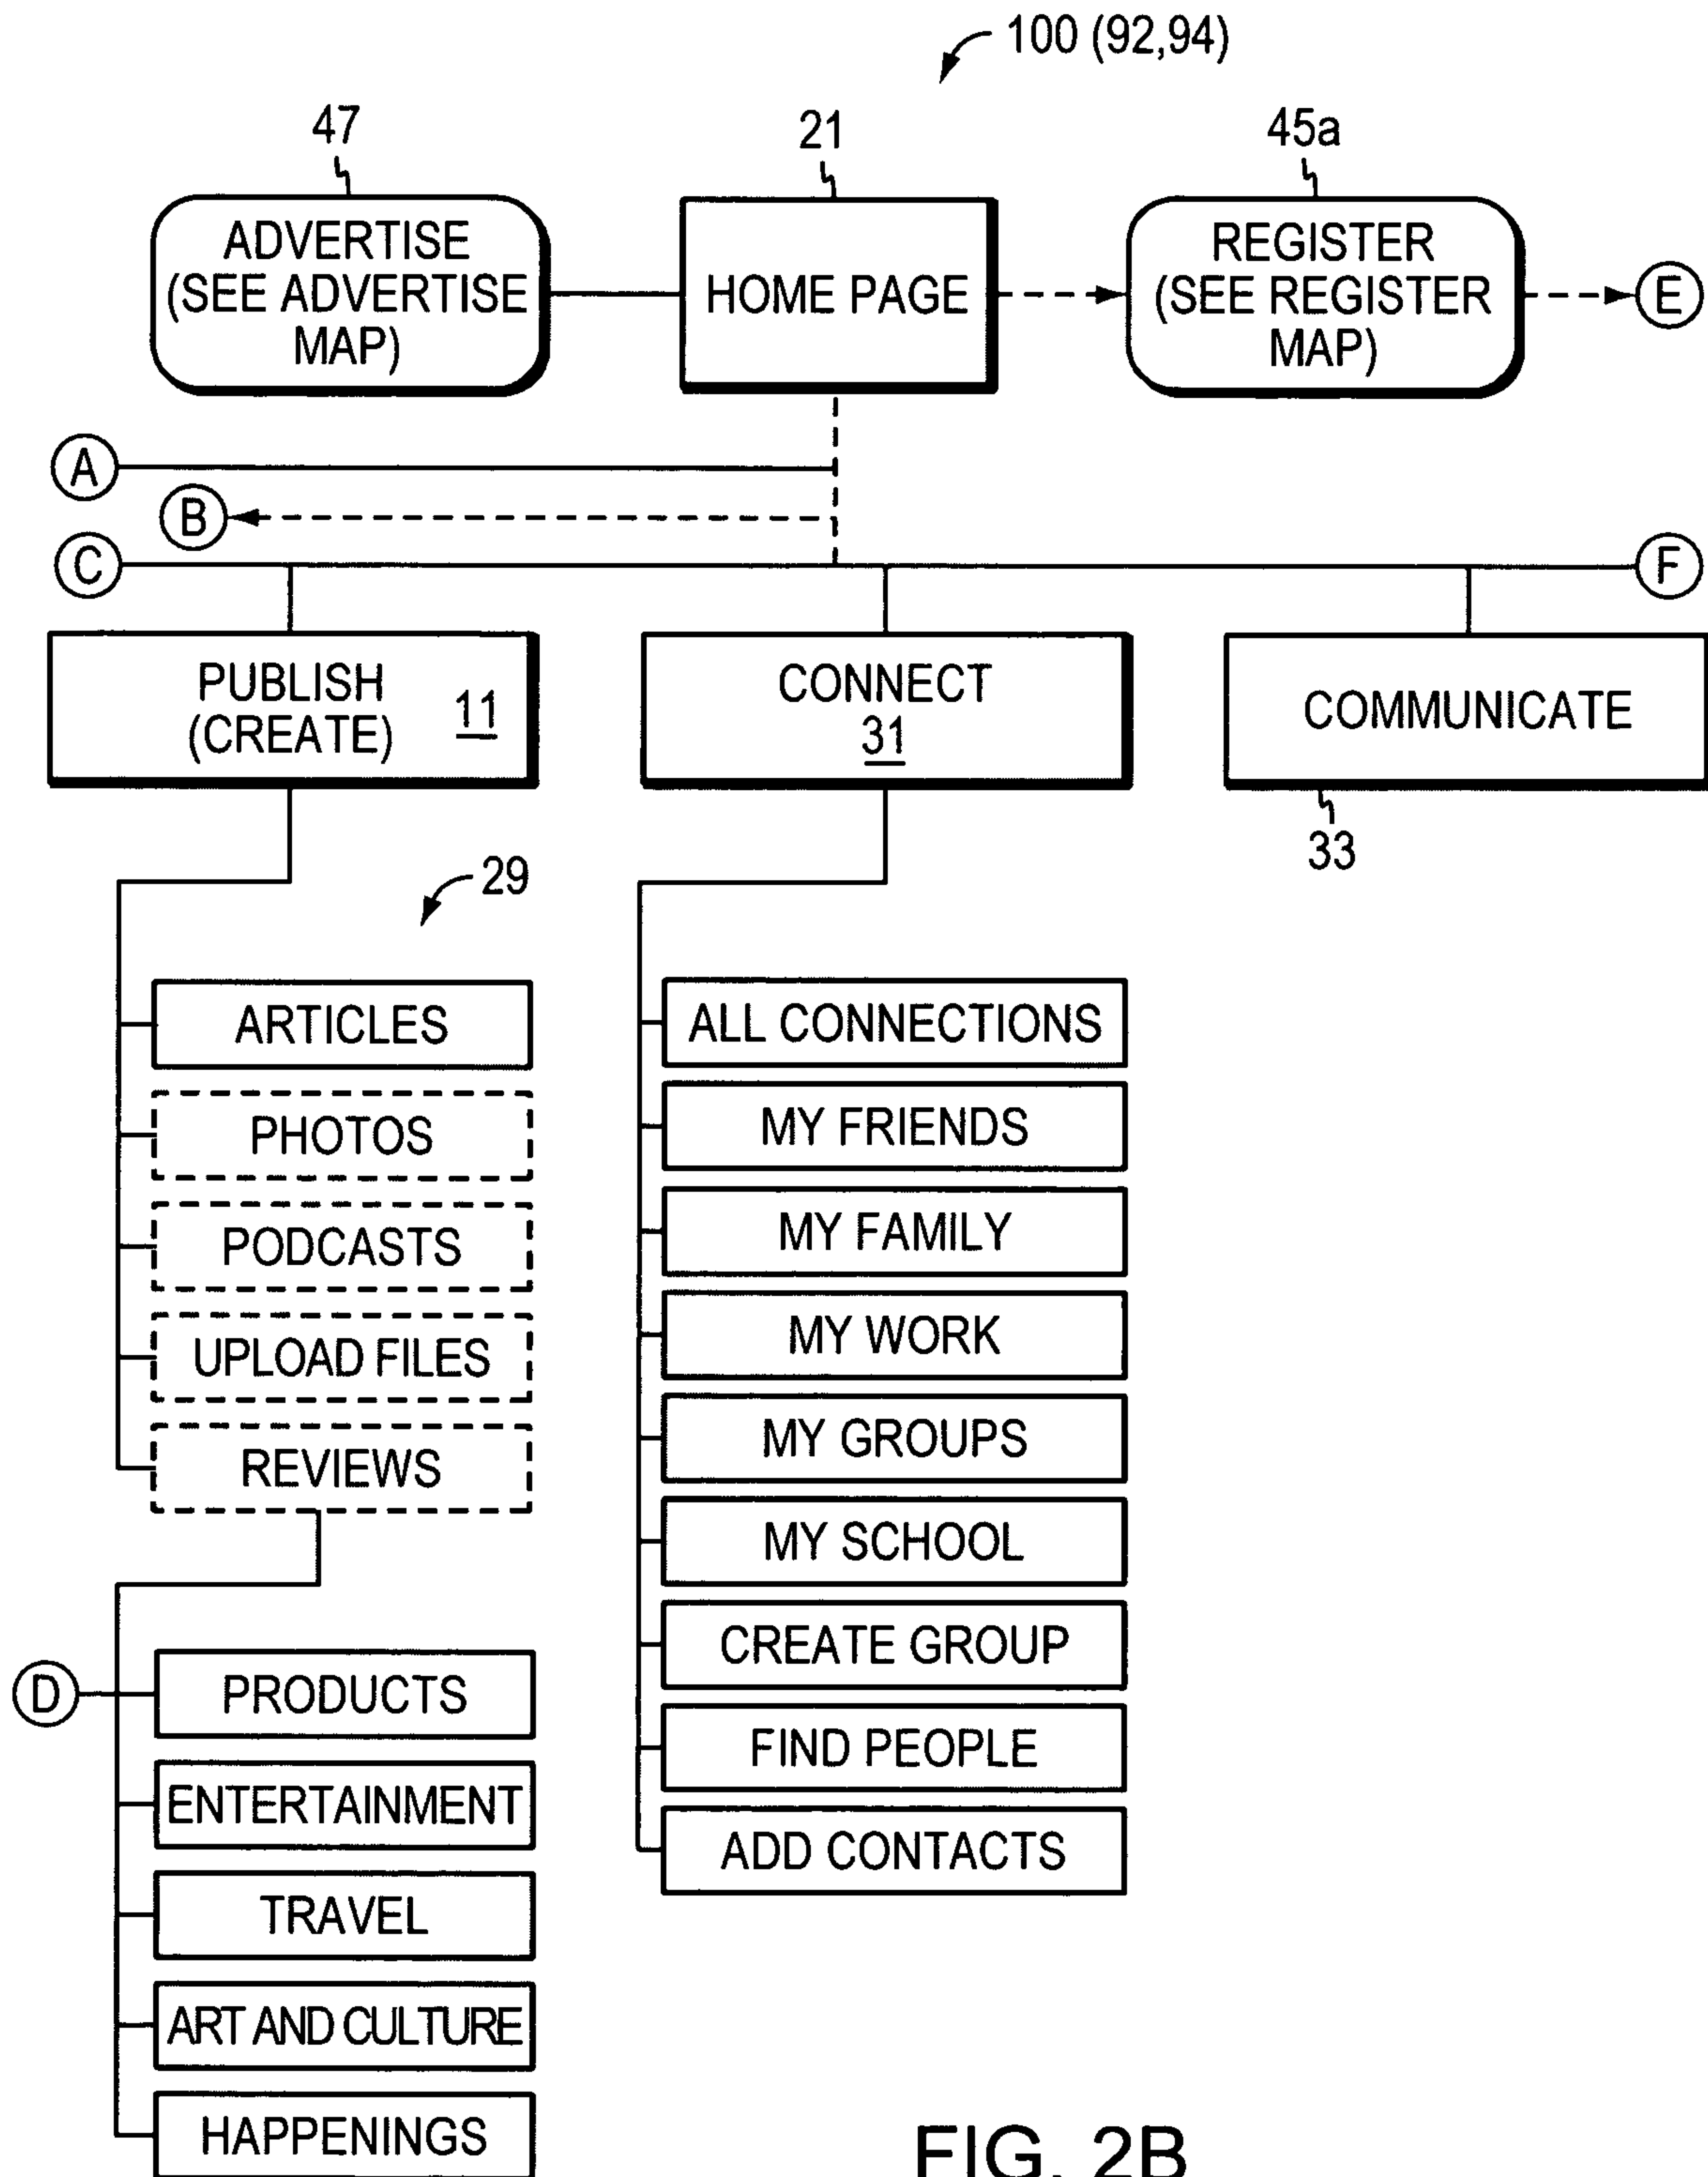 100 (92,94)
47
21
45a
ADVERTISE
(SEE ADVERTISE
MAP)
HOME PAGE
REGISTER
(SEE REGISTER
MAP)
E
A
B
C
F
PUBLISH
(CREATE)
11
CONNECT
31
COMMUNICATE
33
29
ARTICLES
PHOTOS
PODCASTS
UPLOAD FILES
REVIEWS
D
PRODUCTS
ENTERTAINMENT
TRAVEL
ART AND CULTURE
HAPPENINGS
ALL CONNECTIONS
MY FRIENDS
MY FAMILY
MY WORK
MY GROUPS
MY SCHOOL
CREATE GROUP
FIND PEOPLE
ADD CONTACTS
FIG. 2B